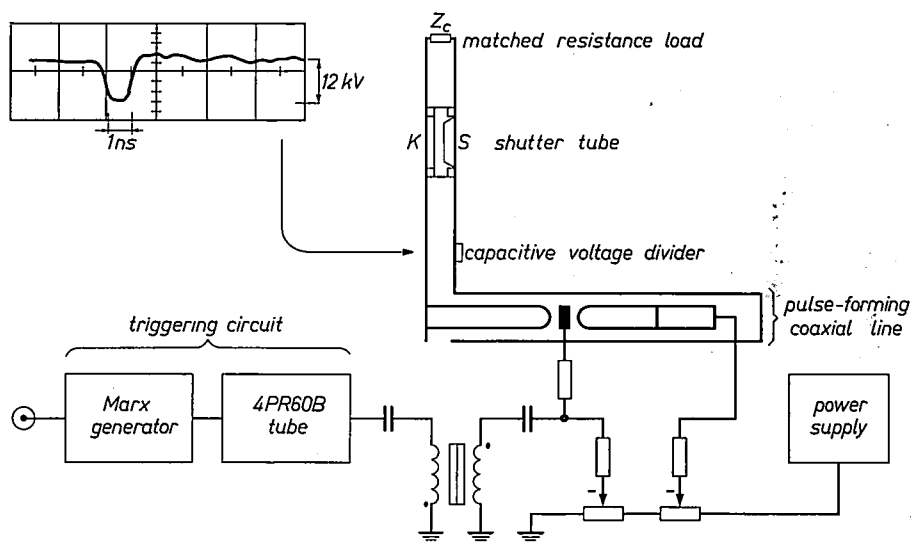 Zc
matched resistance load
12 kV
1ns
K
S
shutter tube
capacitive voltage divider
pulse-forming
coaxial line
triggering circuit
Marx
generator
4PR60B
tube
power
supply
-
-